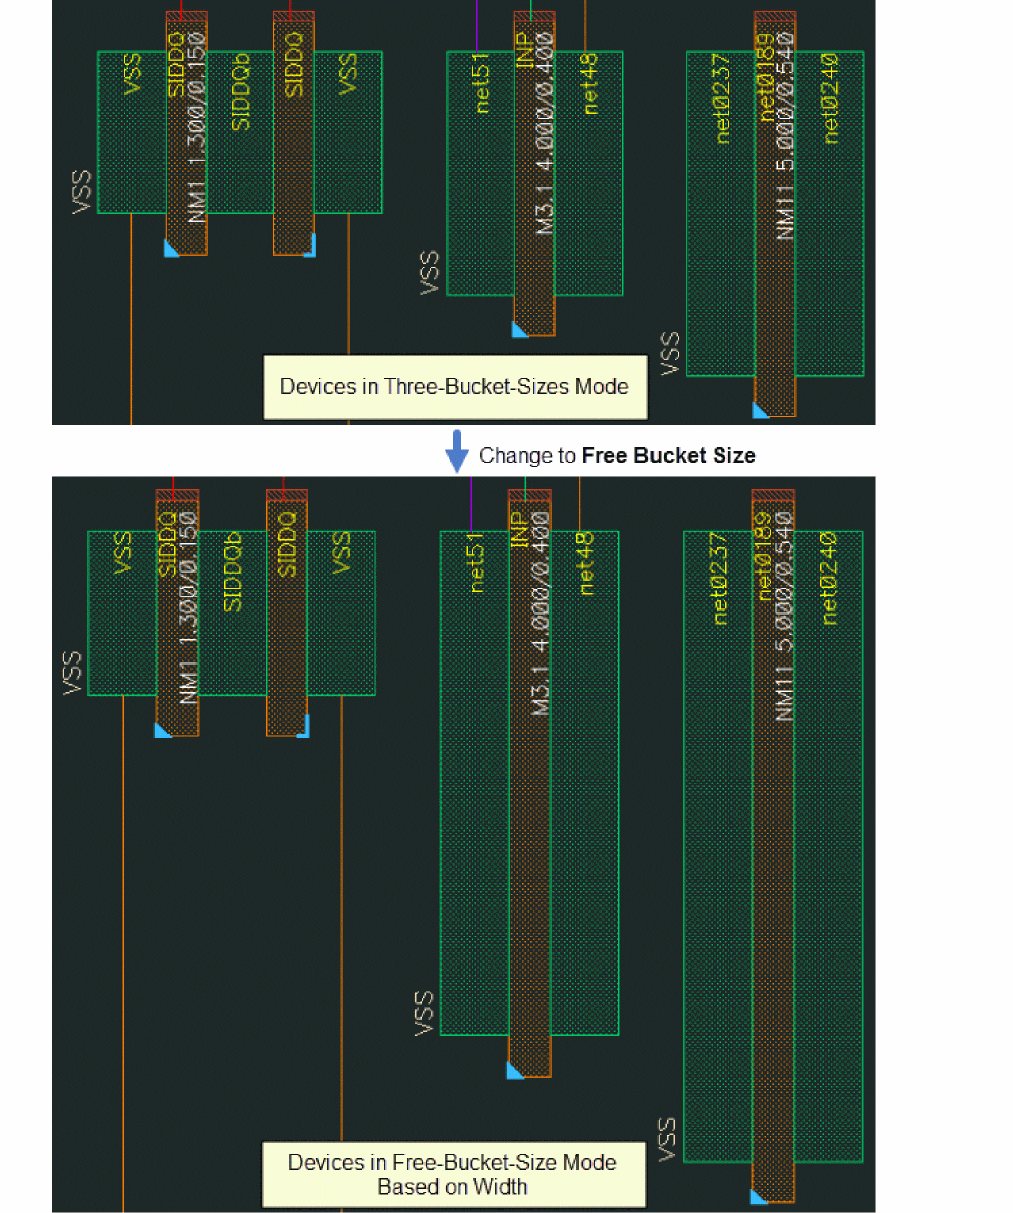 VSS
SIDDQ
NM1 1.300/0.150
SIDDQb
SIDDQ
VSS
VSS
net51
INP
M3.1 4.000/0.400
net48
VSS
net0237
net0189
NM11 5.000/0.540
net0240
VSS
Devices in Three-Bucket-Sizes Mode
Change to Free Bucket Size
VSS
SIDDQ
NM1 1.300/0.150
SIDDQb
SIDDQ
VSS
VSS
net51
INP
M3.1 4.000/0.400
net48
VSS
net0237
net0189
NM11 5.000/0.540
net0240
VSS
Devices in Free-Bucket-Size Mode
Based on Width